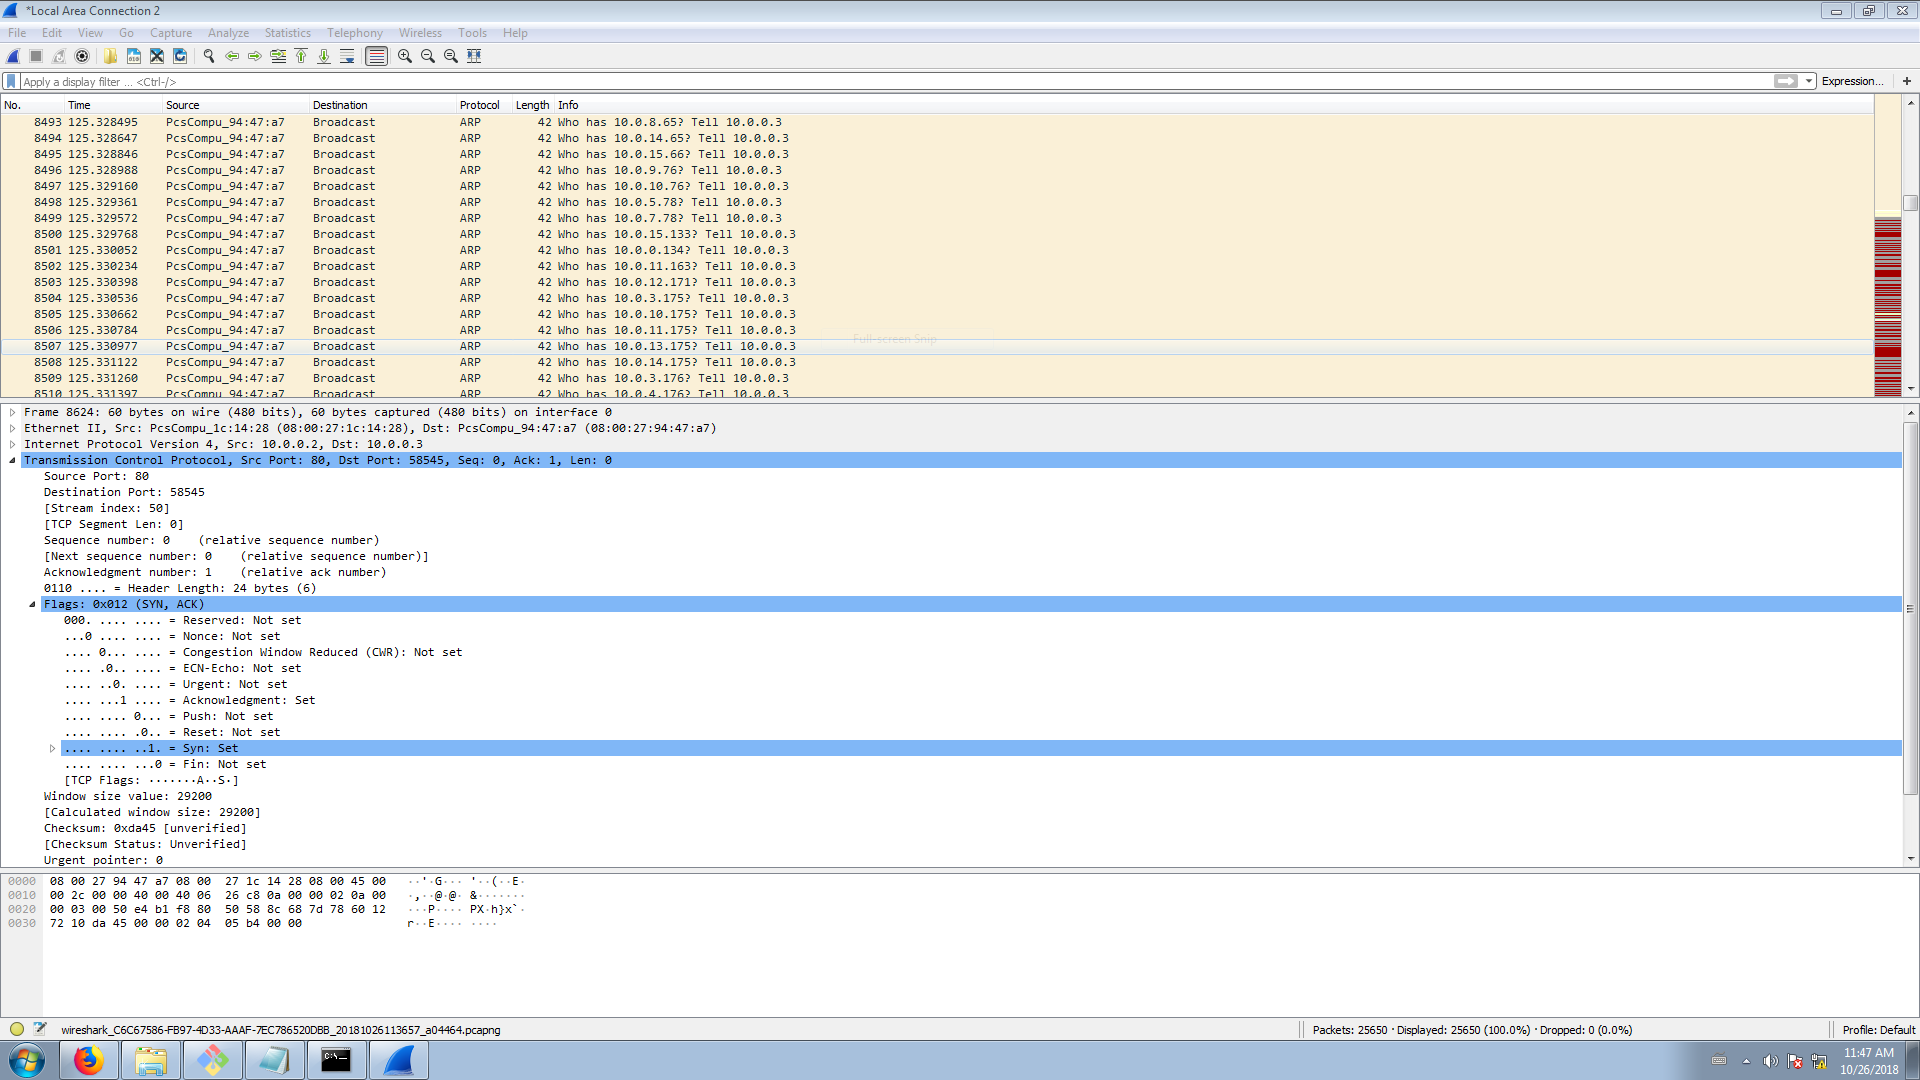 *Local Area Connection 2
File Edit View Go Capture Analyze Statistics Telephony Wireless Tools Help
Apply a display filter ... <Ctrl-/> Expression... +
No. Time Source Destination Protocol Length Info
8493 125.328495 PcsCompu_94:47:a7 Broadcast ARP 42 Who has 10.0.8.65? Tell 10.0.0.3
8494 125.328647 PcsCompu_94:47:a7 Broadcast ARP 42 Who has 10.0.14.65? Tell 10.0.0.3
8495 125.328846 PcsCompu_94:47:a7 Broadcast ARP 42 Who has 10.0.15.66? Tell 10.0.0.3
8496 125.328988 PcsCompu_94:47:a7 Broadcast ARP 42 Who has 10.0.9.76? Tell 10.0.0.3
8497 125.329160 PcsCompu_94:47:a7 Broadcast ARP 42 Who has 10.0.10.76? Tell 10.0.0.3
8498 125.329361 PcsCompu_94:47:a7 Broadcast ARP 42 Who has 10.0.5.78? Tell 10.0.0.3
8499 125.329572 PcsCompu_94:47:a7 Broadcast ARP 42 Who has 10.0.7.78? Tell 10.0.0.3
8500 125.329768 PcsCompu_94:47:a7 Broadcast ARP 42 Who has 10.0.15.133? Tell 10.0.0.3
8501 125.330052 PcsCompu_94:47:a7 Broadcast ARP 42 Who has 10.0.0.134? Tell 10.0.0.3
8502 125.330234 PcsCompu_94:47:a7 Broadcast ARP 42 Who has 10.0.11.163? Tell 10.0.0.3
8503 125.330398 PcsCompu_94:47:a7 Broadcast ARP 42 Who has 10.0.12.171? Tell 10.0.0.3
8504 125.330536 PcsCompu_94:47:a7 Broadcast ARP 42 Who has 10.0.3.175? Tell 10.0.0.3
8505 125.330662 PcsCompu_94:47:a7 Broadcast ARP 42 Who has 10.0.10.175? Tell 10.0.0.3
8506 125.330784 PcsCompu_94:47:a7 Broadcast ARP 42 Who has 10.0.11.175? Tell 10.0.0.3
Full-screen Snip
8507 125.330977 PcsCompu_94:47:a7 Broadcast ARP 42 Who has 10.0.13.175? Tell 10.0.0.3
8508 125.331122 PcsCompu_94:47:a7 Broadcast ARP 42 Who has 10.0.14.175? Tell 10.0.0.3
8509 125.331260 PcsCompu_94:47:a7 Broadcast ARP 42 Who has 10.0.3.176? Tell 10.0.0.3
8510 125.331397 PcsCompu_94:47:a7 Broadcast ARP 42 Who has 10.0.4.176? Tell 10.0.0.3
Frame 8624: 60 bytes on wire (480 bits), 60 bytes captured (480 bits) on interface 0
Ethernet II, Src: PcsCompu_1c:14:28 (08:00:27:1c:14:28), Dst: PcsCompu_94:47:a7 (08:00:27:94:47:a7)
Internet Protocol Version 4, Src: 10.0.0.2, Dst: 10.0.0.3
Transmission Control Protocol, Src Port: 80, Dst Port: 58545, Seq: 0, Ack: 1, Len: 0
Source Port: 80
Destination Port: 58545
[Stream index: 50]
[TCP Segment Len: 0]
Sequence number: 0 (relative sequence number)
[Next sequence number: 0 (relative sequence number)]
Acknowledgment number: 1 (relative ack number)
0110 .... = Header Length: 24 bytes (6)
Flags: 0x012 (SYN, ACK)
000. .... .... = Reserved: Not set
...0 .... .... = Nonce: Not set
.... 0... .... = Congestion Window Reduced (CWR): Not set
.... .0.. .... = ECN-Echo: Not set
.... ..0. .... = Urgent: Not set
.... ...1 .... = Acknowledgment: Set
.... .... 0... = Push: Not set
.... .... .0.. = Reset: Not set
.... .... ..1. = Syn: Set
.... .... ...0 = Fin: Not set
[TCP Flags: ·······A··S·]
Window size value: 29200
[Calculated window size: 29200]
Checksum: 0xda45 [unverified]
[Checksum Status: Unverified]
Urgent pointer: 0
0000 08 00 27 94 47 a7 08 00 27 1c 14 28 08 00 45 00 ··'·G··· '··(··E·
0010 00 2c 00 00 40 00 40 06 26 c8 0a 00 00 02 0a 00 ·,··@·@· &·······
0020 00 03 00 50 e4 b1 f8 80 50 58 8c 68 7d 78 60 12 ···P···· PX·h}x`·
0030 72 10 da 45 00 00 02 04 05 b4 00 00 r··E···· ····
wireshark_C6C67586-FB97-4D33-AAAF-7EC786520DBB_20181026113657_a04464.pcapng Packets: 25650 · Displayed: 25650 (100.0%) · Dropped: 0 (0.0%) Profile: Default
C:\_
11:47 AM
10/26/2018